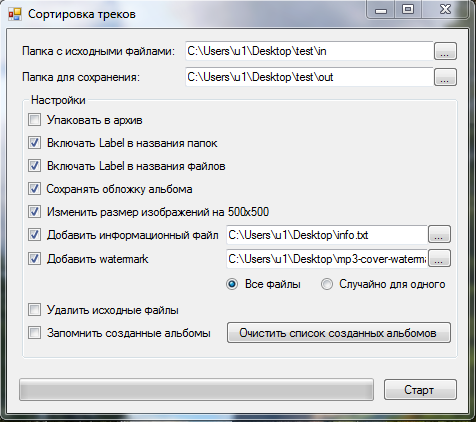 Сортировка треков
Папка с исходными файлами: C:\Users\u1\Desktop\test\in ...
Папка для сохранения: C:\Users\u1\Desktop\test\out ...
Настройки
Упаковать в архив
Включать Label в названия папок
Включать Label в названия файлов
Сохранять обложку альбома
Изменить размер изображений на 500x500
Добавить информационный файл C:\Users\u1\Desktop\info.txt ...
Добавить watermark C:\Users\u1\Desktop\mp3-cover-waterma ...
Все файлы Случайно для одного
Удалить исходные файлы
Запомнить созданные альбомы Очистить список созданных альбомов
Старт